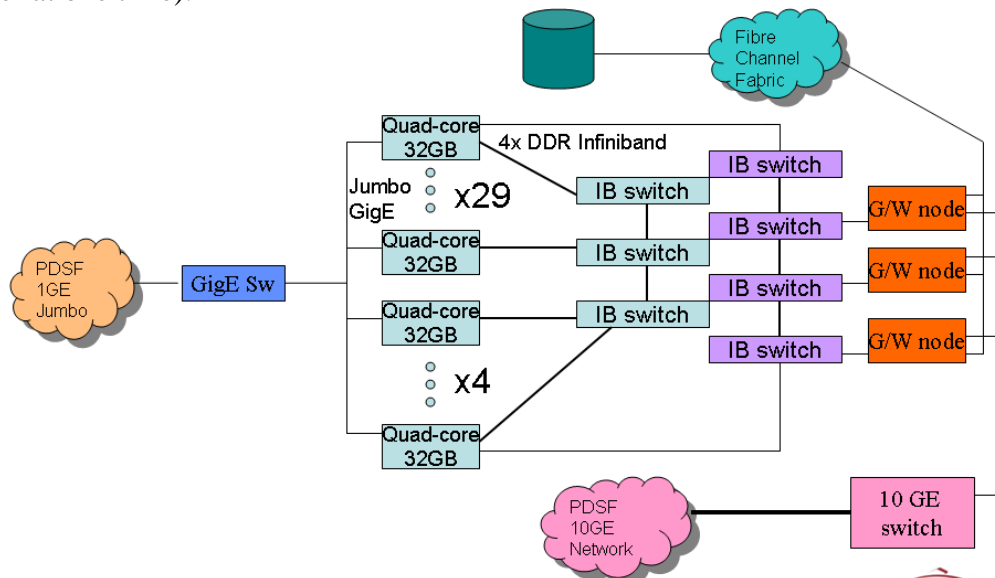 Fibre
Channel
Fabric
Quad-core
32GB
4x DDR Infiniband
IB switch
Jumbo
GigE
x29
IB switch
G/W node
IB switch
Quad-core
32GB
IB switch
PDSF
1GE
Jumbo
GigE Sw
G/W node
IB switch
Quad-core
32GB
IB switch
G/W node
IB switch
x4
Quad-core
32GB
PDSF
10GE
Network
10 GE
switch